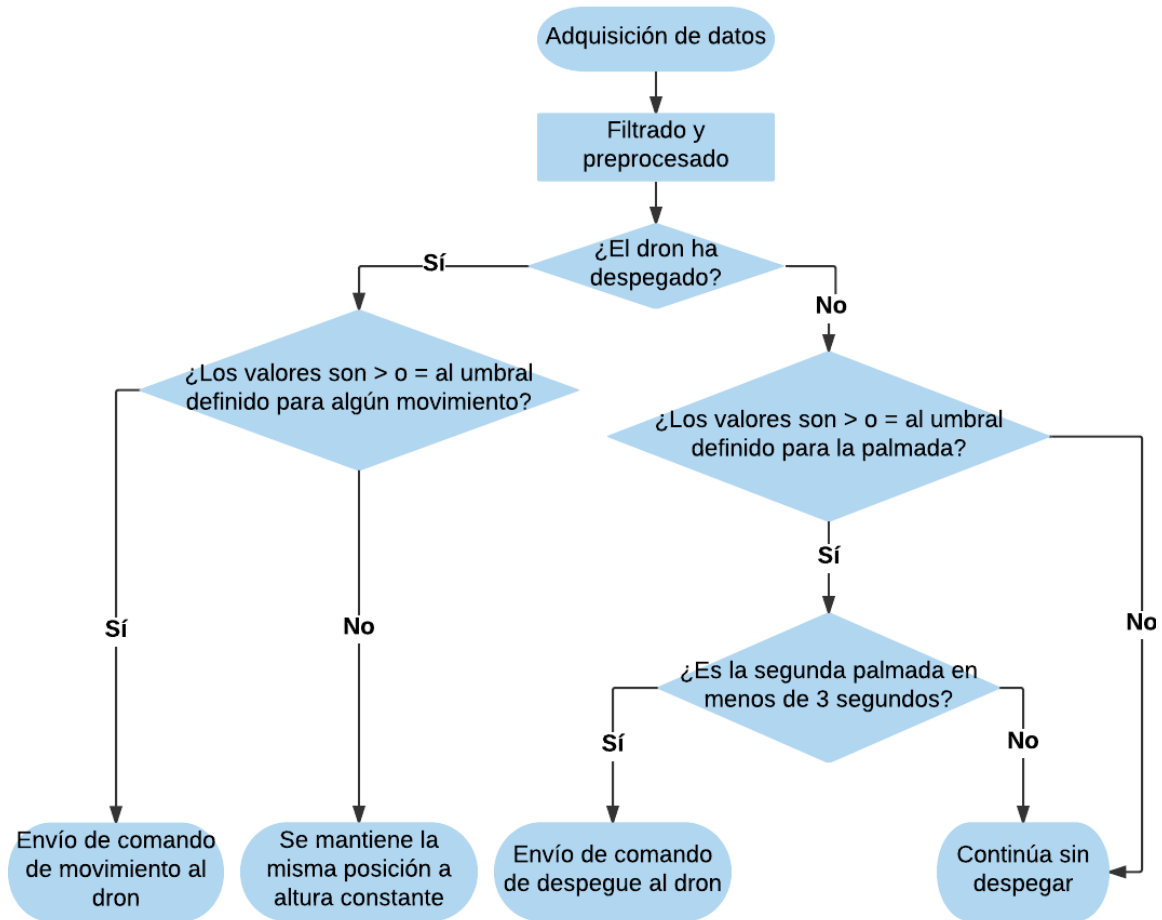 Adquisición de datos
Filtrado y
preprocesado
¿El dron ha
despegado?
Sí
No
¿Los valores son > o = al umbral
definido para algún movimiento?
¿Los valores son > o = al umbral
definido para la palmada?
Sí
No
Sí
No
¿Es la segunda palmada en
menos de 3 segundos?
Sí
No
Envío de comando
de movimiento al
dron
Se mantiene la
misma posición a
altura constante
Envío de comando
de despegue al dron
Continúa sin
despegar